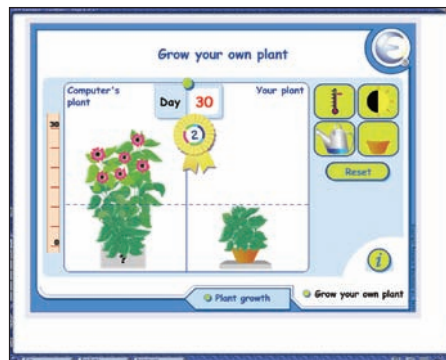 Grow your own plant
Computer's plant
Day 30
Your plant
2
30
0
?
Reset
i
Plant growth
Grow your own plant